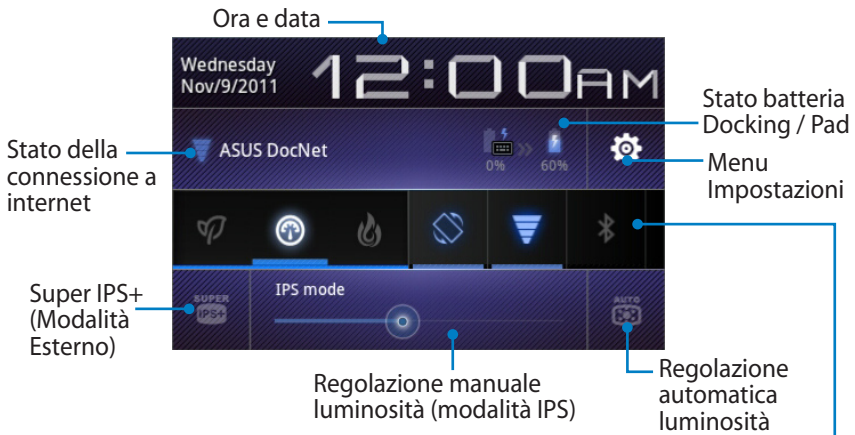 Ora e data
Wednesday
Nov/9/2011
12:00AM
Stato batteria
Docking / Pad
Stato della
connessione a
internet
ASUS DocNet
0%
60%
Menu
Impostazioni
Super IPS+
(Modalità
Esterno)
SUPER
IPS+
IPS mode
AUTO
Regolazione manuale
luminosità (modalità IPS)
Regolazione
automatica
luminosità